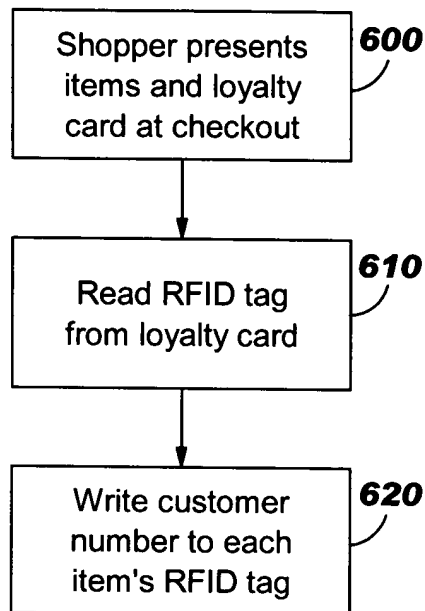 Shopper presents
items and loyalty
card at checkout
600
Read RFID tag
from loyalty card
610
Write customer
number to each
item's RFID tag
620